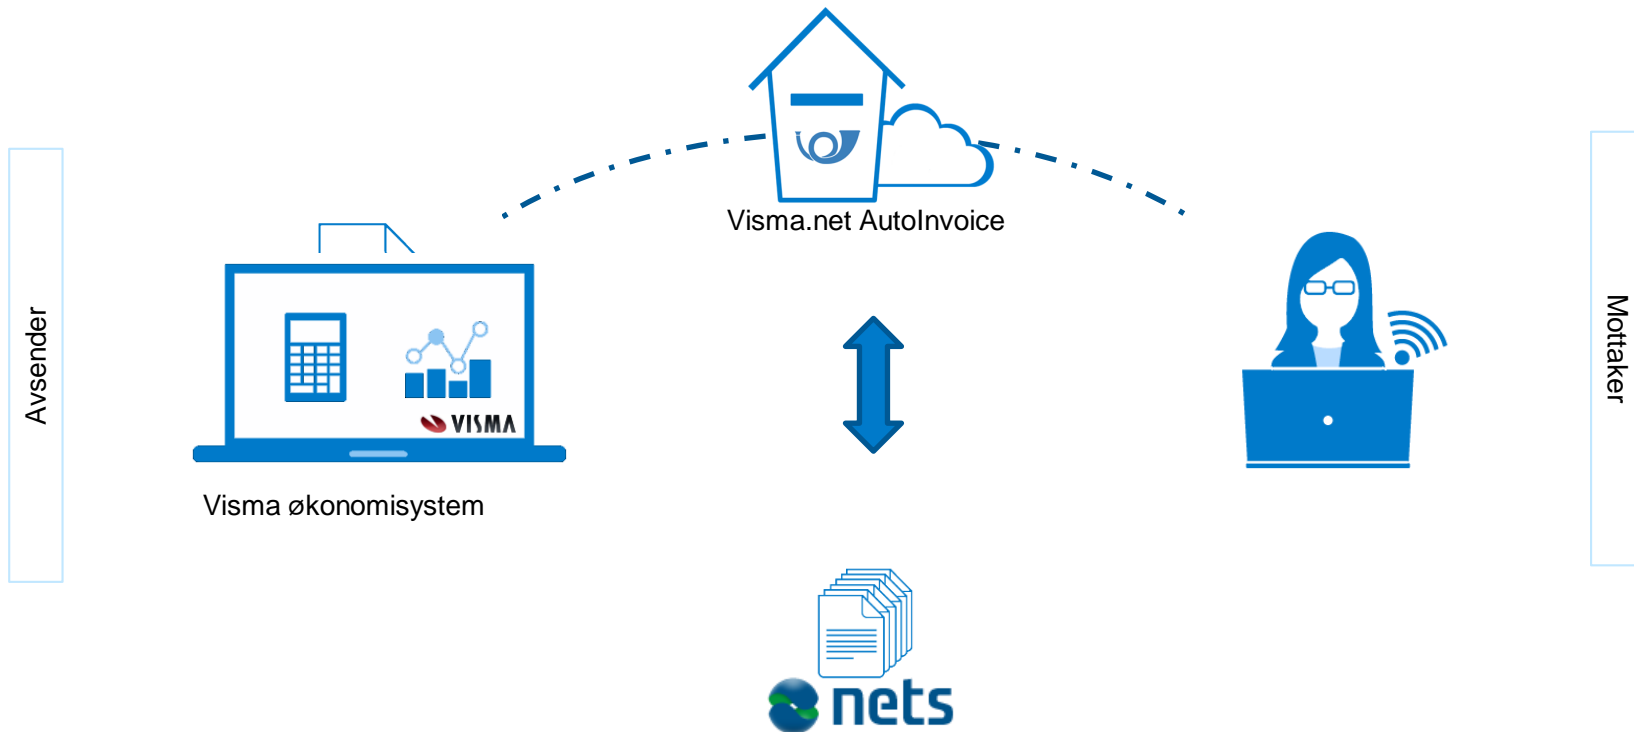 Visma.net AutoInvoice
Avsender
Mottaker
VISMA
Visma økonomisystem
nets